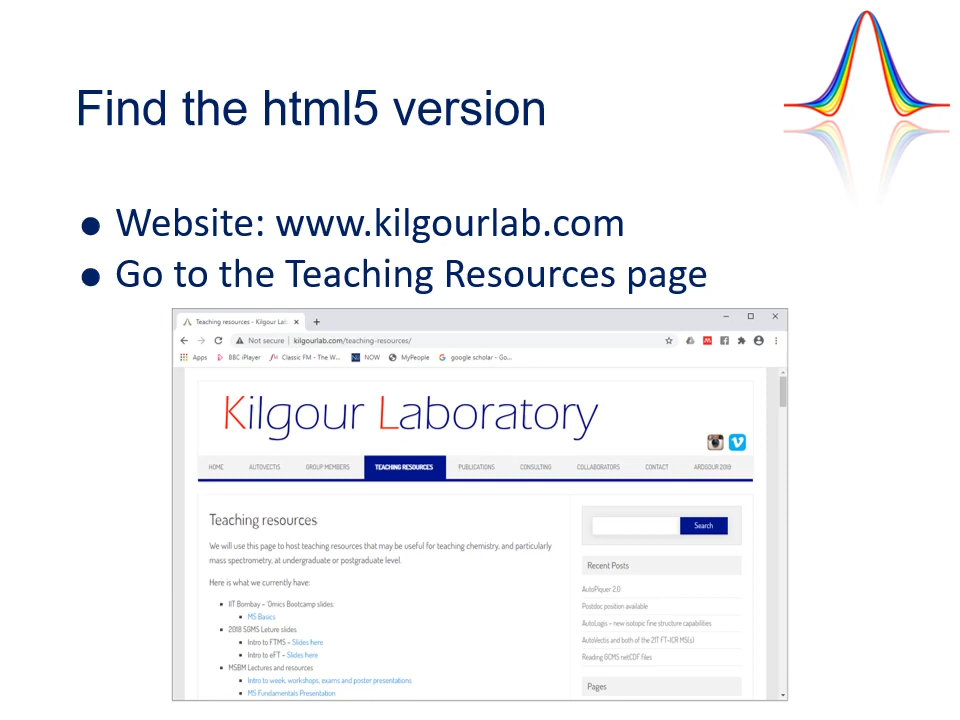 Find the html5 version
● Website: www.kilgourlab.com
● Go to the Teaching Resources page
Teaching resources - Kilgour Lab
Not secure | kilgourlab.com/teaching-resources/
Apps BBC iPlayer Classic FM - The W... NOW MyPeople google scholar - Go...
Kilgour Laboratory
HOME AUTOVECTIS GROUP MEMBERS TEACHING RESOURCES PUBLICATIONS CONSULTING COLLABORATORS CONTACT ARDGOUR 2019
Teaching resources
We will use this page to host teaching resources that may be useful for teaching chemistry, and particularly
mass spectrometry, at undergraduate or postgraduate level.
Here is what we currently have:
IIT Bombay – 'Omics Bootcamp slides:
MS Basics
2018 SGMS Leture slides
Intro to FTMS – Slides here
Intro to eFT – Slides here
MSBM Lectures and resources
Intro to week, workshops, exams and poster presentations
MS Fundamentals Presentation
Search
Recent Posts
AutoPiquer 2.0
Postdoc position available
AutoLogis – new isotopic fine structure capabilities
AutoVectis and both of the 21T FT-ICR MS(s)
Reading GCMS netCDF files
Pages